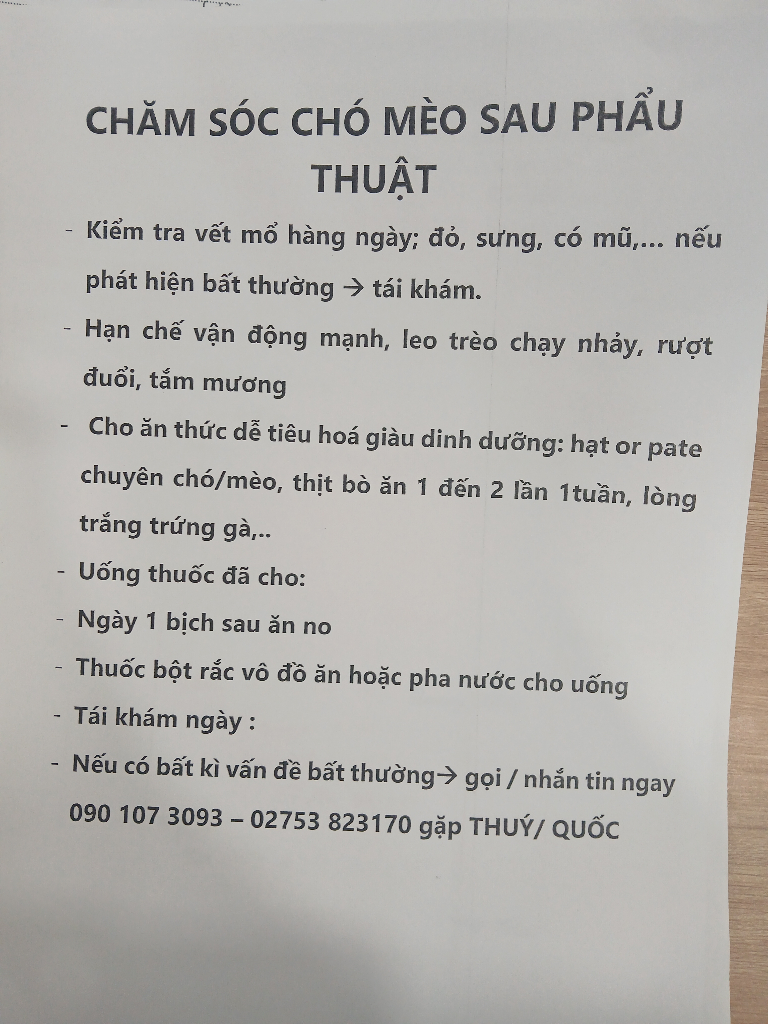 CHĂM SÓC CHÓ MÈO SAU PHẨU
THUẬT
- Kiểm tra vết mổ hàng ngày; đỏ, sưng, có mũ,... nếu
phát hiện bất thường → tái khám.
- Hạn chế vận động mạnh, leo trèo chạy nhảy, rượt
đuổi, tắm mương
- Cho ăn thức dễ tiêu hoá giàu dinh dưỡng: hạt or pate
chuyên chó/mèo, thịt bò ăn 1 đến 2 lần 1tuần, lòng
trắng trứng gà,..
- Uống thuốc đã cho:
- Ngày 1 bịch sau ăn no
- Thuốc bột rắc vô đồ ăn hoặc pha nước cho uống
- Tái khám ngày :
- Nếu có bất kì vấn đề bất thường→ gọi / nhắn tin ngay
090 107 3093 – 02753 823170 gặp THUÝ/ QUỐC